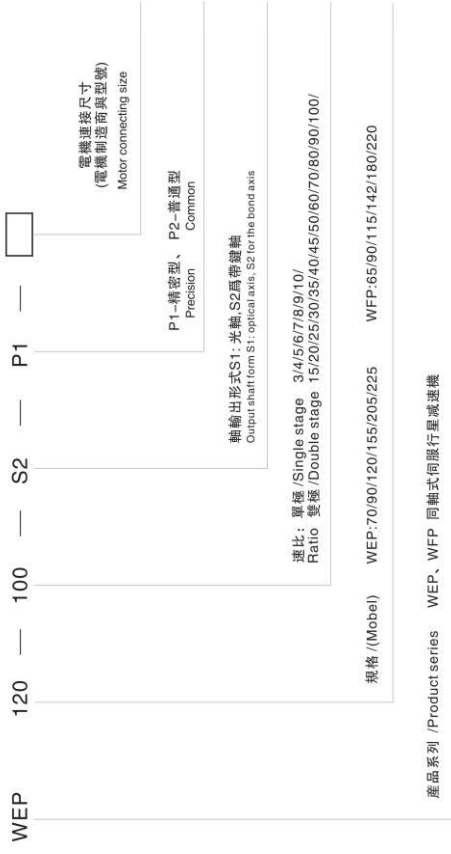 WEP — 120 — 100 — S2 — P1 — □
電機連接尺寸
(電機制造商與型號)
Motor connecting size
P1-精密型、 P2-普通型
Precision Common
軸輸出形式S1: 光軸,S2爲帶鍵軸
Output shaft form S1: optical axis, S2 for the bond axis
速比: 單極 /Single stage 3/4/5/6/7/8/9/10/
Ratio 雙極 /Double stage 15/20/25/30/35/40/45/50/60/70/80/90/100/
規格 /(Mobel) WEP:70/90/120/155/205/225 WFP:65/90/115/142/180/220
産品系列 /Product series WEP、WFP 同軸式伺服行星减速機